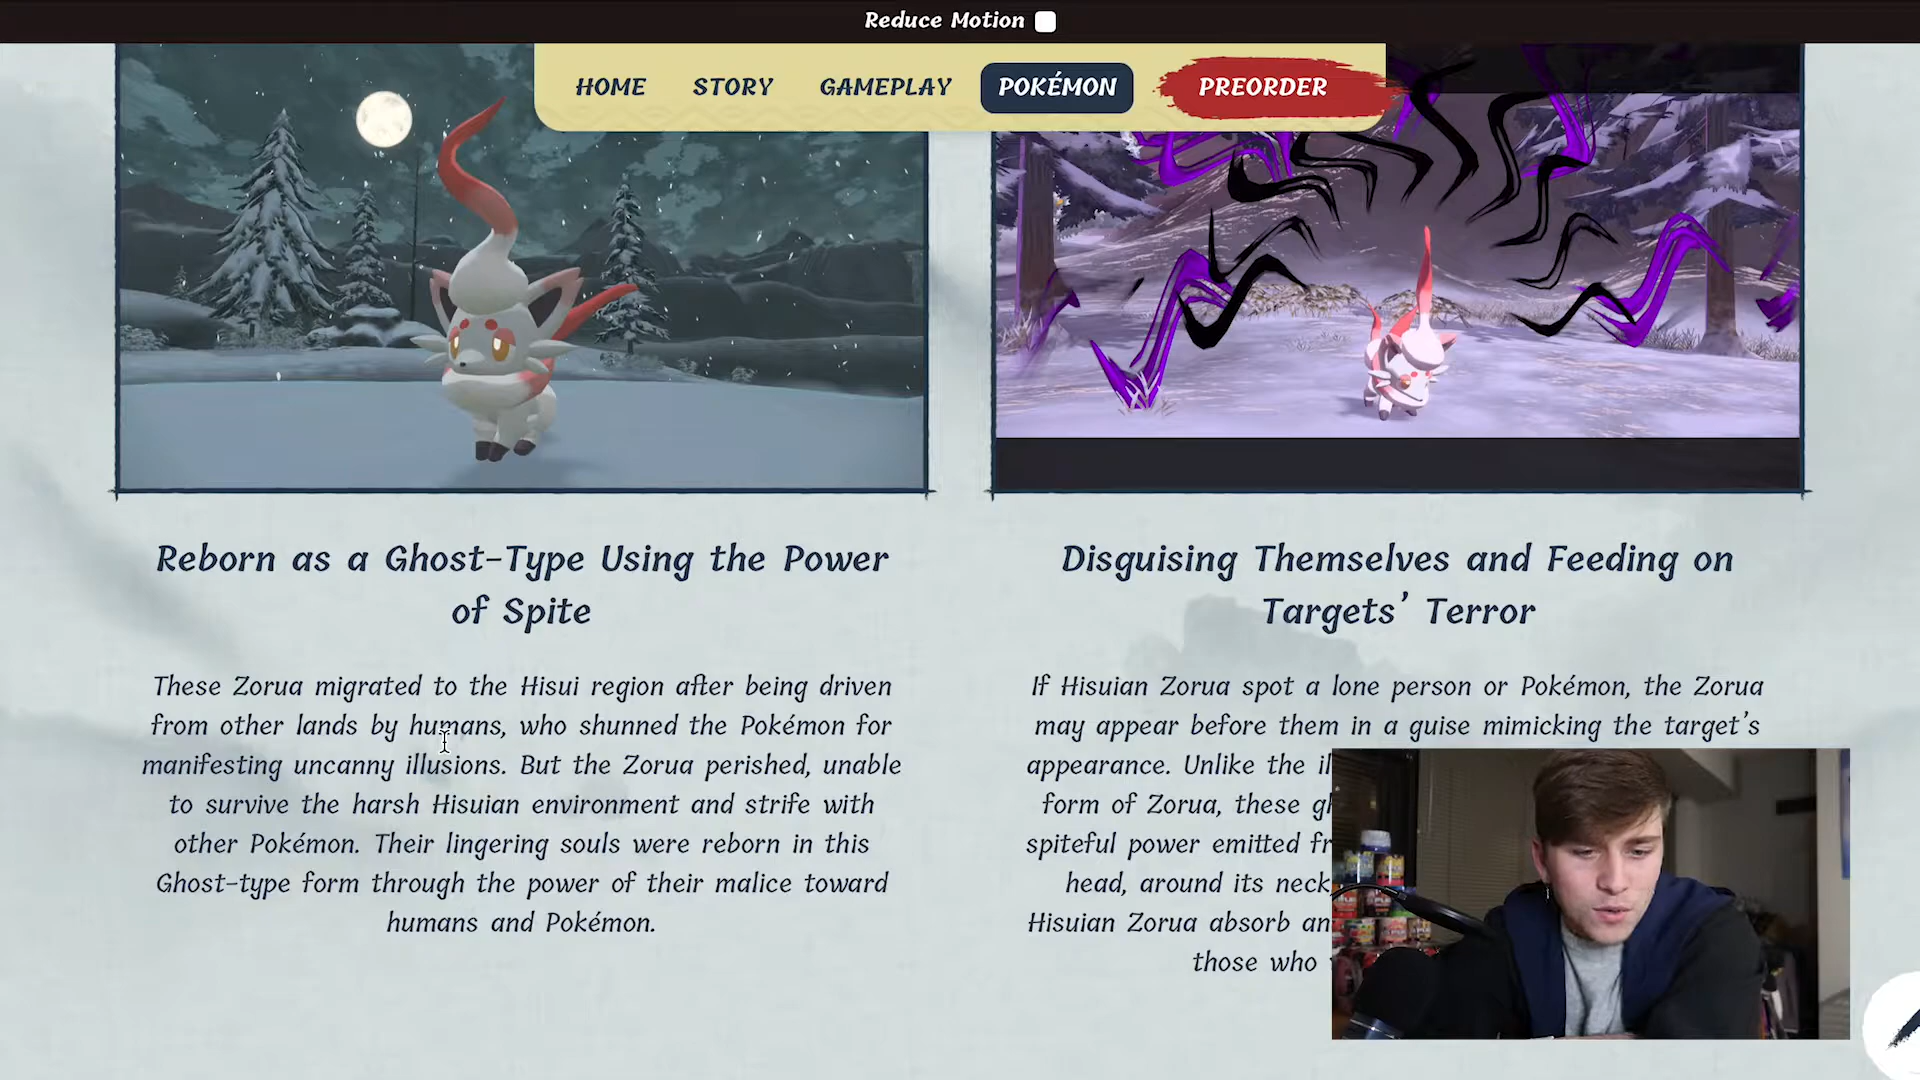 Reduce Motion
HOME STORY GAMEPLAY POKÉMON PREORDER
Reborn as a Ghost-Type Using the Power
of Spite
These Zorua migrated to the Hisui region after being driven
from other lands by humans, who shunned the Pokémon for
manifesting uncanny illusions. But the Zorua perished, unable
to survive the harsh Hisuian environment and strife with
other Pokémon. Their lingering souls were reborn in this
Ghost-type form through the power of their malice toward
humans and Pokémon.
Disguising Themselves and Feeding on
Targets' Terror
If Hisuian Zorua spot a lone person or Pokémon, the Zorua
may appear before them in a guise mimicking the target's
appearance. Unlike the
form of Zorua, these
spiteful power emitted
head, around its neck
Hisuian Zorua absorb
those who